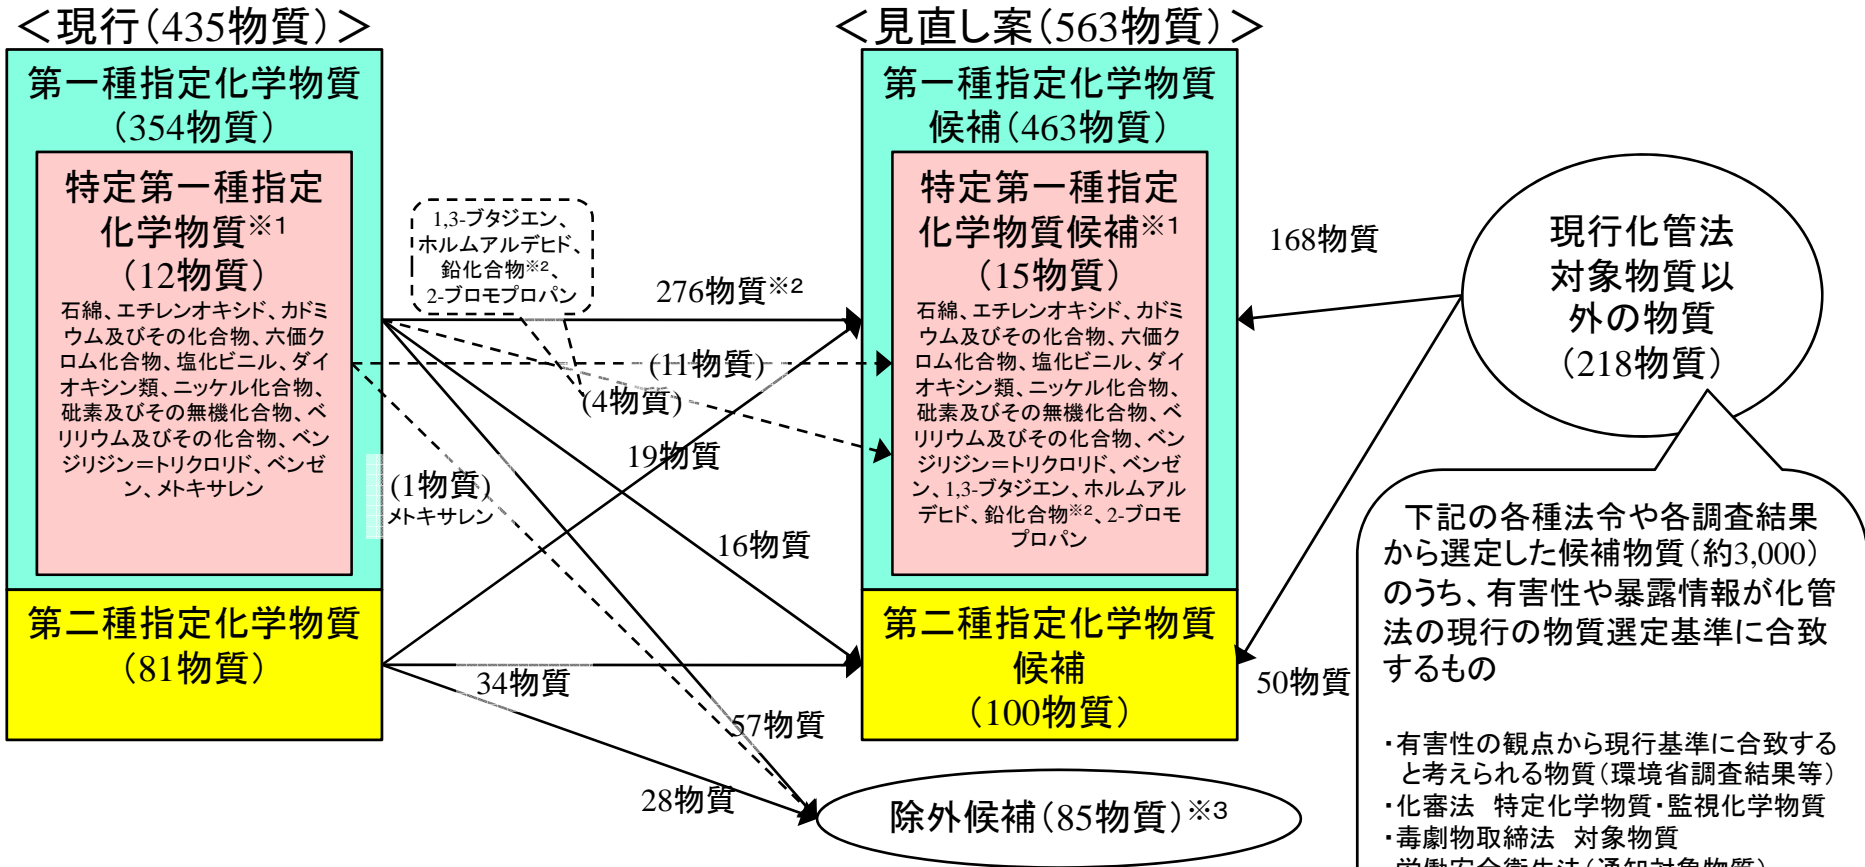 ＜現行（435物質）＞
第一種指定化学物質
（354物質）
特定第一種指定
化学物質※1
（12物質）
石綿、エチレンオキシド、カドミ
ウム及びその化合物、六価ク
ロム化合物、塩化ビニル、ダイ
オキシン類、ニッケル化合物、
砒素及びその無機化合物、ベ
リリウム及びその化合物、ベン
ジリジン＝トリクロリド、ベンゼ
ン、メトキサレン
第二種指定化学物質
（81物質）
1,3-ブタジエン、
ホルムアルデヒド、
鉛化合物※2、
2-ブロモプロパン
276物質※2
(11物質)
(4物質)
19物質
(1物質)
メトキサレン
16物質
34物質
57物質
28物質
＜見直し案（563物質）＞
第一種指定化学物質
候補（463物質）
特定第一種指定
化学物質候補※1
（15物質）
石綿、エチレンオキシド、カドミ
ウム及びその化合物、六価ク
ロム化合物、塩化ビニル、ダイ
オキシン類、ニッケル化合物、
砒素及びその無機化合物、ベ
リリウム及びその化合物、ベン
ジリジン＝トリクロリド、ベンゼ
ン、1,3-ブタジエン、ホルムアル
デヒド、鉛化合物※2、2-ブロモ
プロパン
第二種指定化学物質
候補
（100物質）
除外候補（85物質）※3
168物質
50物質
現行化管法
対象物質以
外の物質
（218物質）
下記の各種法令や各調査結果
から選定した候補物質（約3,000）
のうち、有害性や暴露情報が化管
法の現行の物質選定基準に合致
するもの
・有害性の観点から現行基準に合致する
と考えられる物質（環境省調査結果等）
・化審法 特定化学物質・監視化学物質
・毒劇物取締法 対象物質
・労働安全衛生法（通知対象物質）